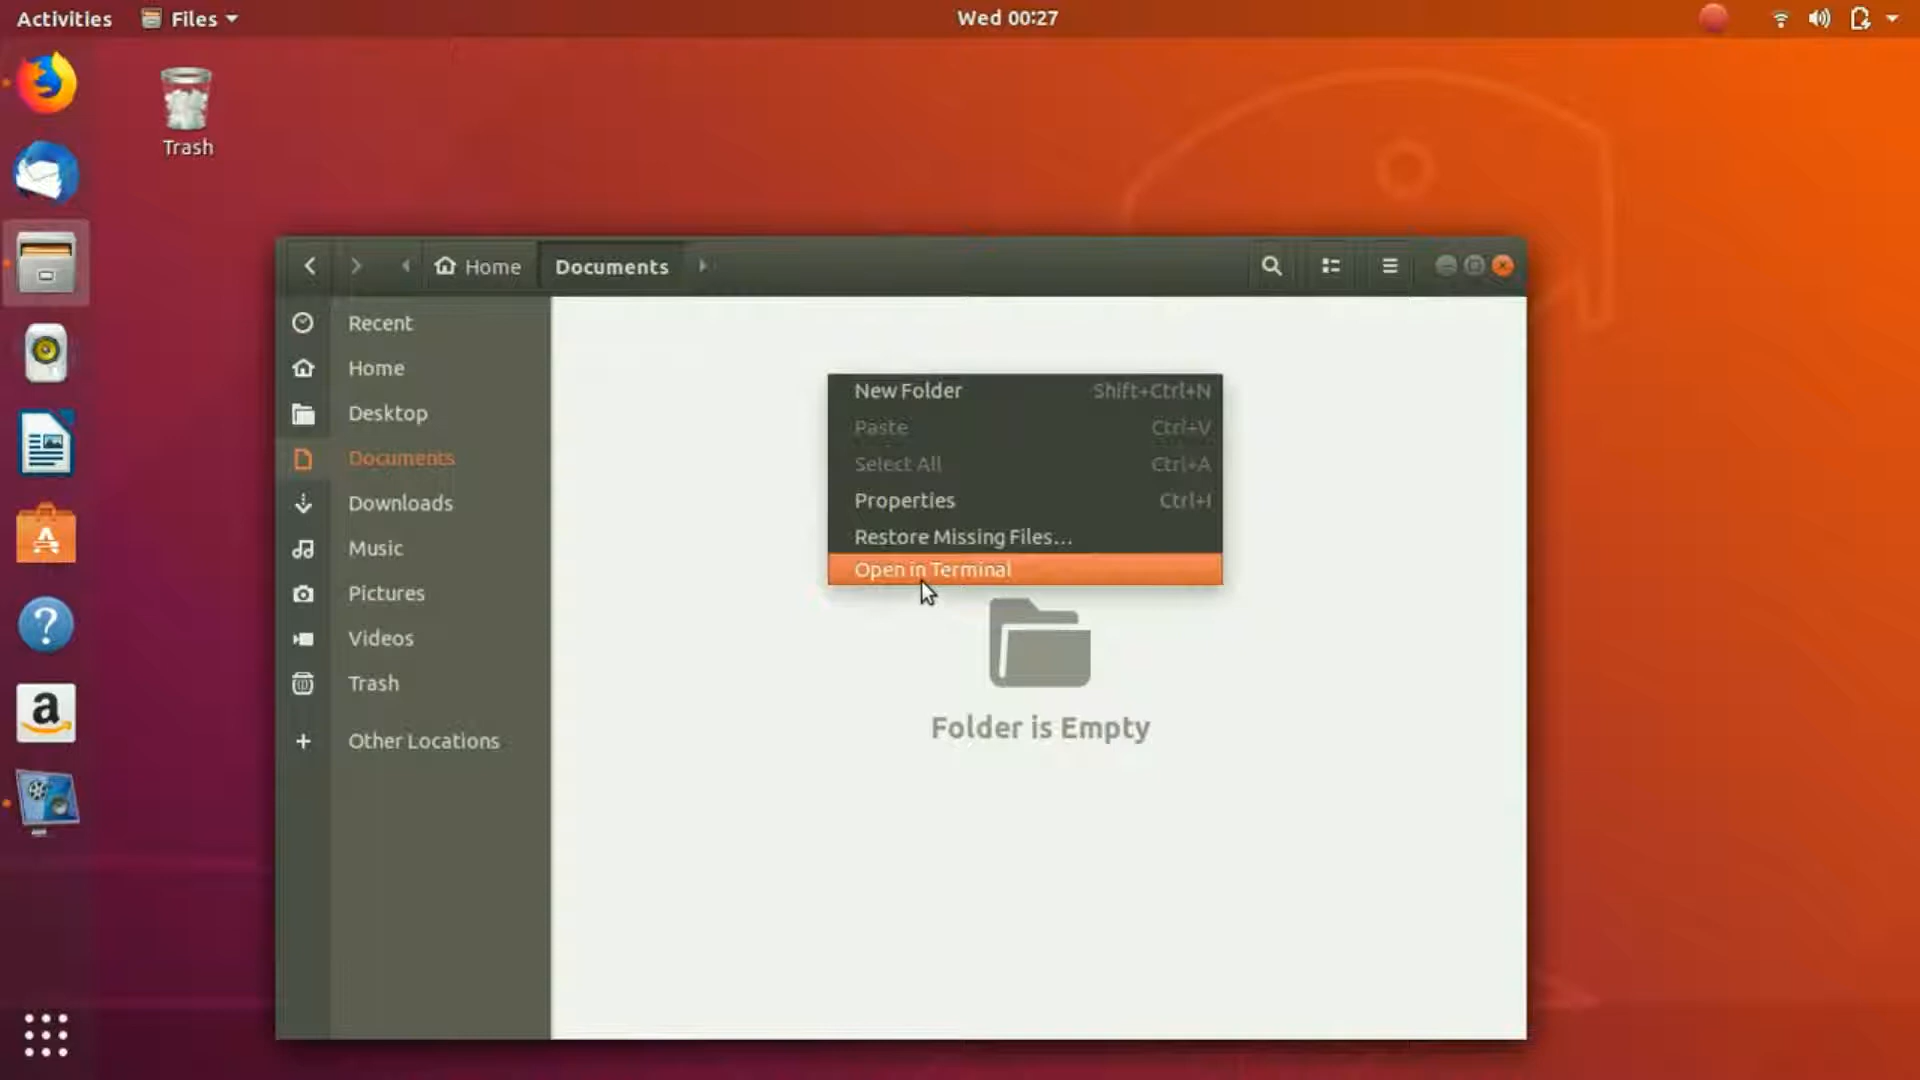 Activities
Files
Wed 00:27
Trash
Home
Documents
Recent
Home
Desktop
Documents
Downloads
Music
Pictures
Videos
Trash
Other Locations
New Folder Shift+Ctrl+N
Paste Ctrl+V
Select All Ctrl+A
Properties Ctrl+I
Restore Missing Files...
Open in Terminal
Folder is Empty